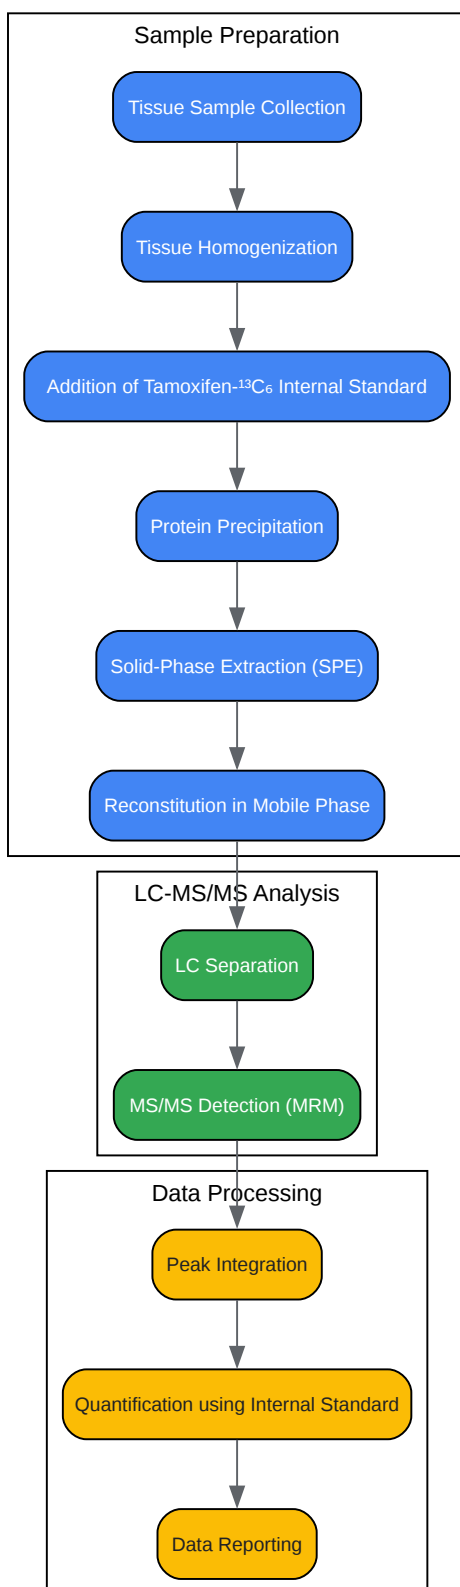 Sample Preparation
Tissue Sample Collection
Tissue Homogenization
Addition of Tamoxifen-¹³C₆ Internal Standard
Protein Precipitation
Solid-Phase Extraction (SPE)
Reconstitution in Mobile Phase
LC-MS/MS Analysis
LC Separation
MS/MS Detection (MRM)
Data Processing
Peak Integration
Quantification using Internal Standard
Data Reporting